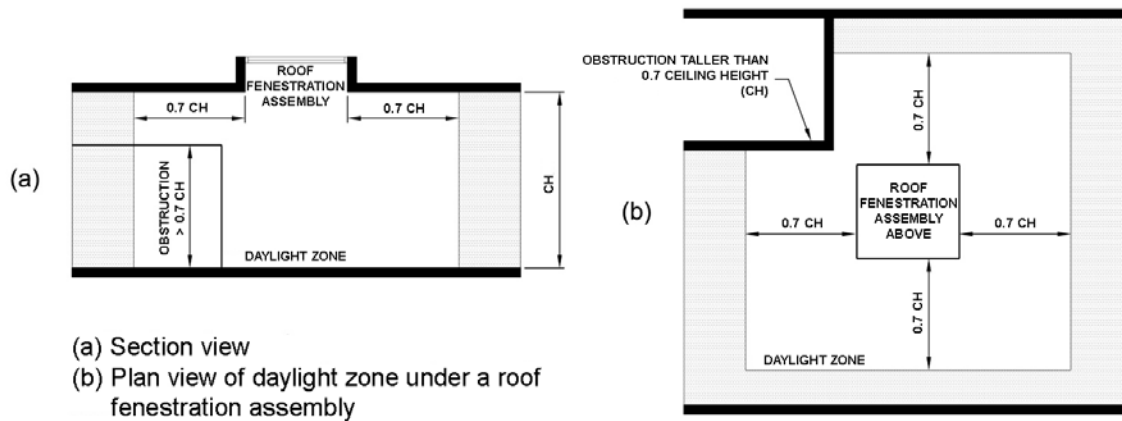 ROOF
FENESTRATION
ASSEMBLY
0.7 CH
0.7 CH
OBSTRUCTION
> 0.7 CH
CH
DAYLIGHT ZONE
(a)
(a) Section view
(b) Plan view of daylight zone under a roof
fenestration assembly
OBSTRUCTION TALLER THAN
0.7 CEILING HEIGHT
(CH)
0.7 CH
(b)
ROOF
FENESTRATION
ASSEMBLY
ABOVE
0.7 CH
0.7 CH
0.7 CH
DAYLIGHT ZONE